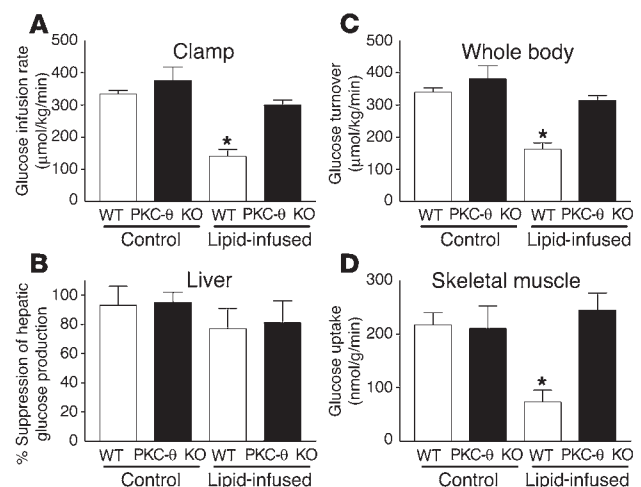 A
Clamp
Glucose infusion rate
(μmol/kg/min)
500
400
300
200
100
0
*
WT PKC-θ KO WT PKC-θ KO
Control Lipid-infused
C
Whole body
Glucose turnover
(μmol/kg/min)
500
400
300
200
100
0
*
WT PKC-θ KO WT PKC-θ KO
Control Lipid-infused
B
Liver
% Suppression of hepatic
glucose production
100
80
60
40
20
0
WT PKC-θ KO WT PKC-θ KO
Control Lipid-infused
D
Skeletal muscle
Glucose uptake
(nmol/g/min)
300
200
100
0
*
WT PKC-θ KO WT PKC-θ KO
Control Lipid-infused